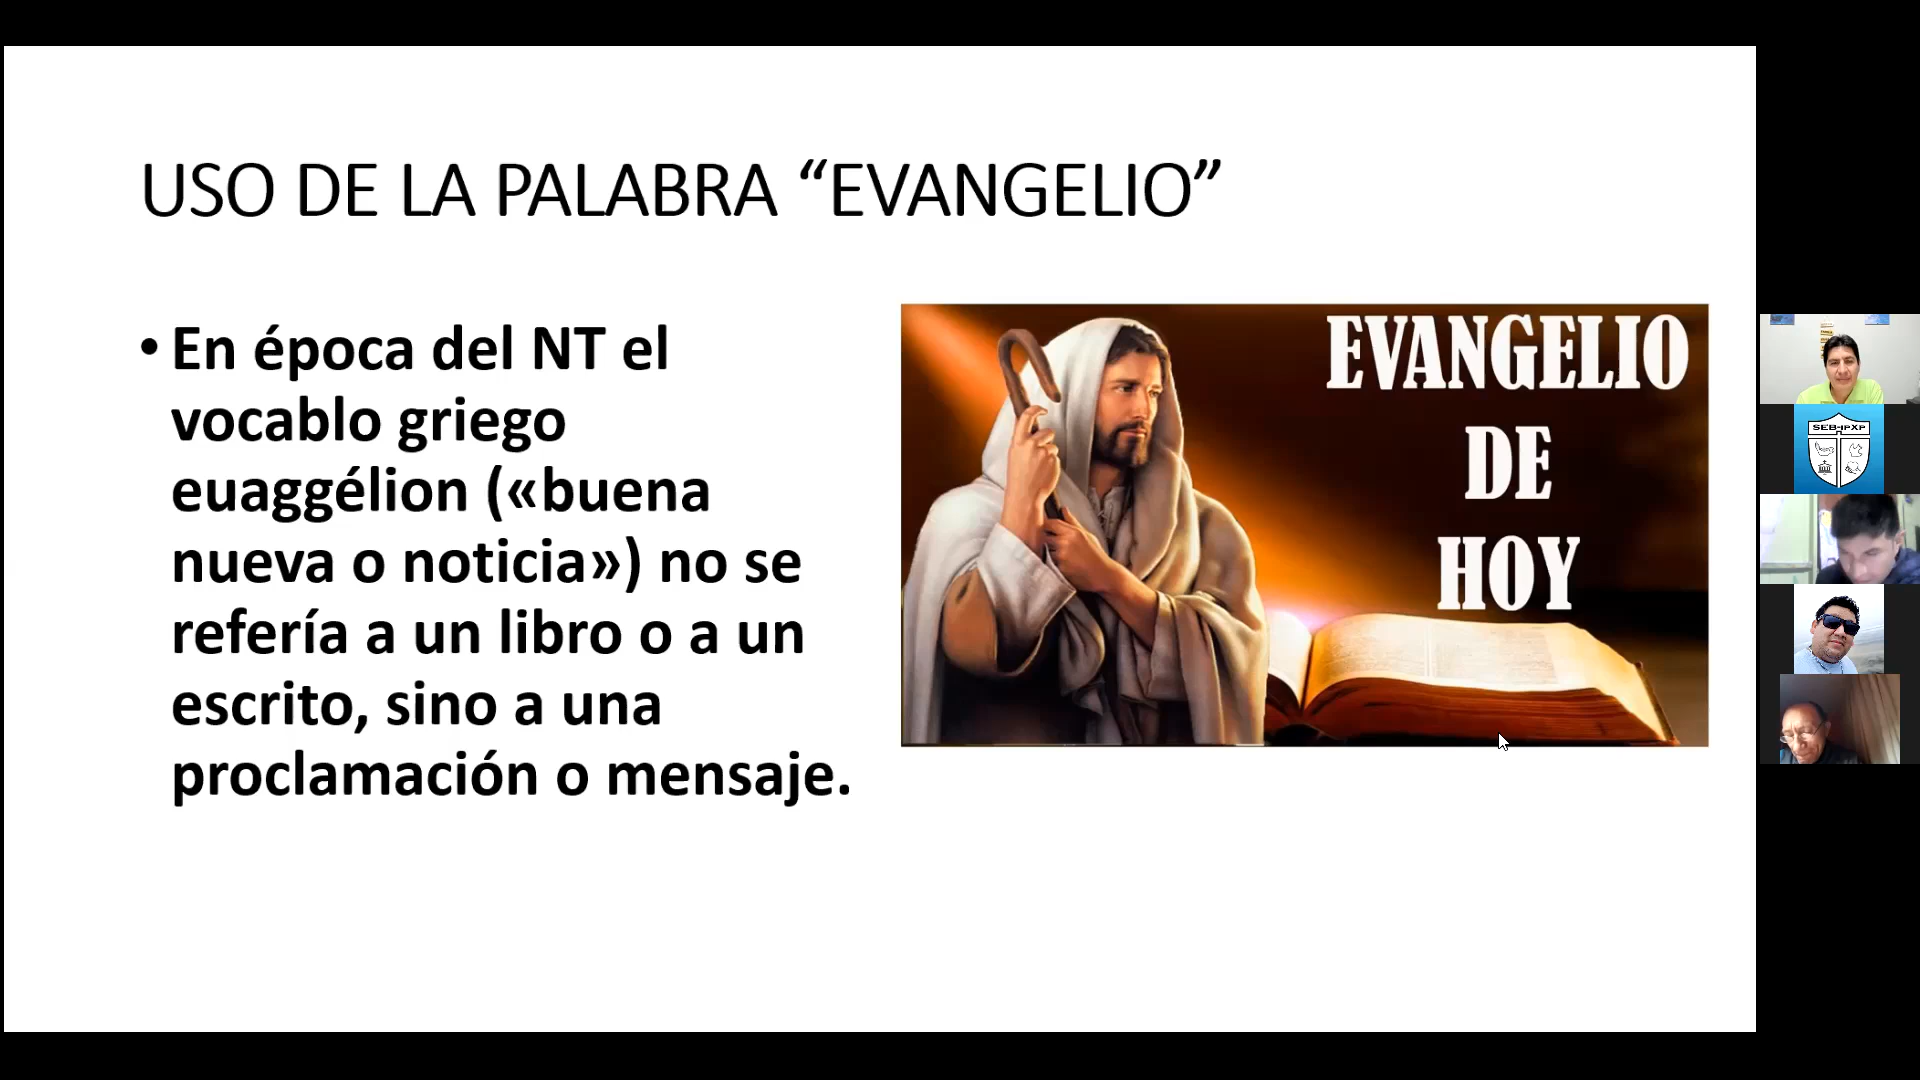 USO DE LA PALABRA “EVANGELIO”
• En época del NT el
vocablo griego
euaggélion («buena
nueva o noticia») no se
refería a un libro o a un
escrito, sino a una
proclamación o mensaje.
EVANGELIO
DE
HOY
SEB-IPXP